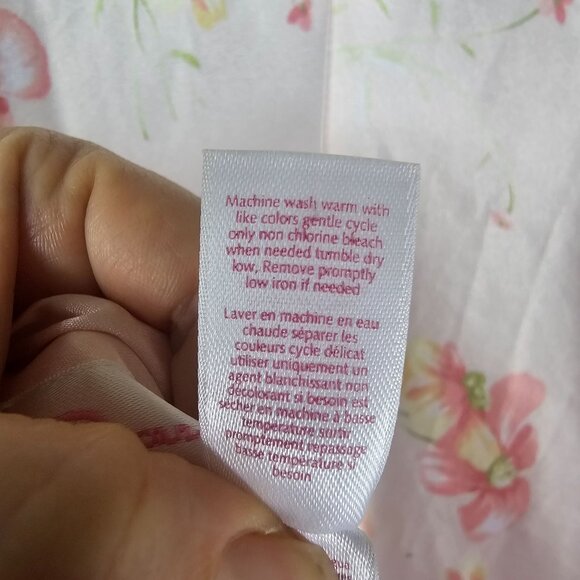 Machine wash warm with
like colors gentle cycle
only non chlorine bleach
when needed tumble dry
low, Remove promptly
low iron if needed
Laver en machine en eau
chaude séparer les
couleurs cycle délicat
utiliser uniquement un
agent blanchissant non
décolorant si besoin est
sécher en machine à basse
température sortir
promptement repassage
basse température si
besoin